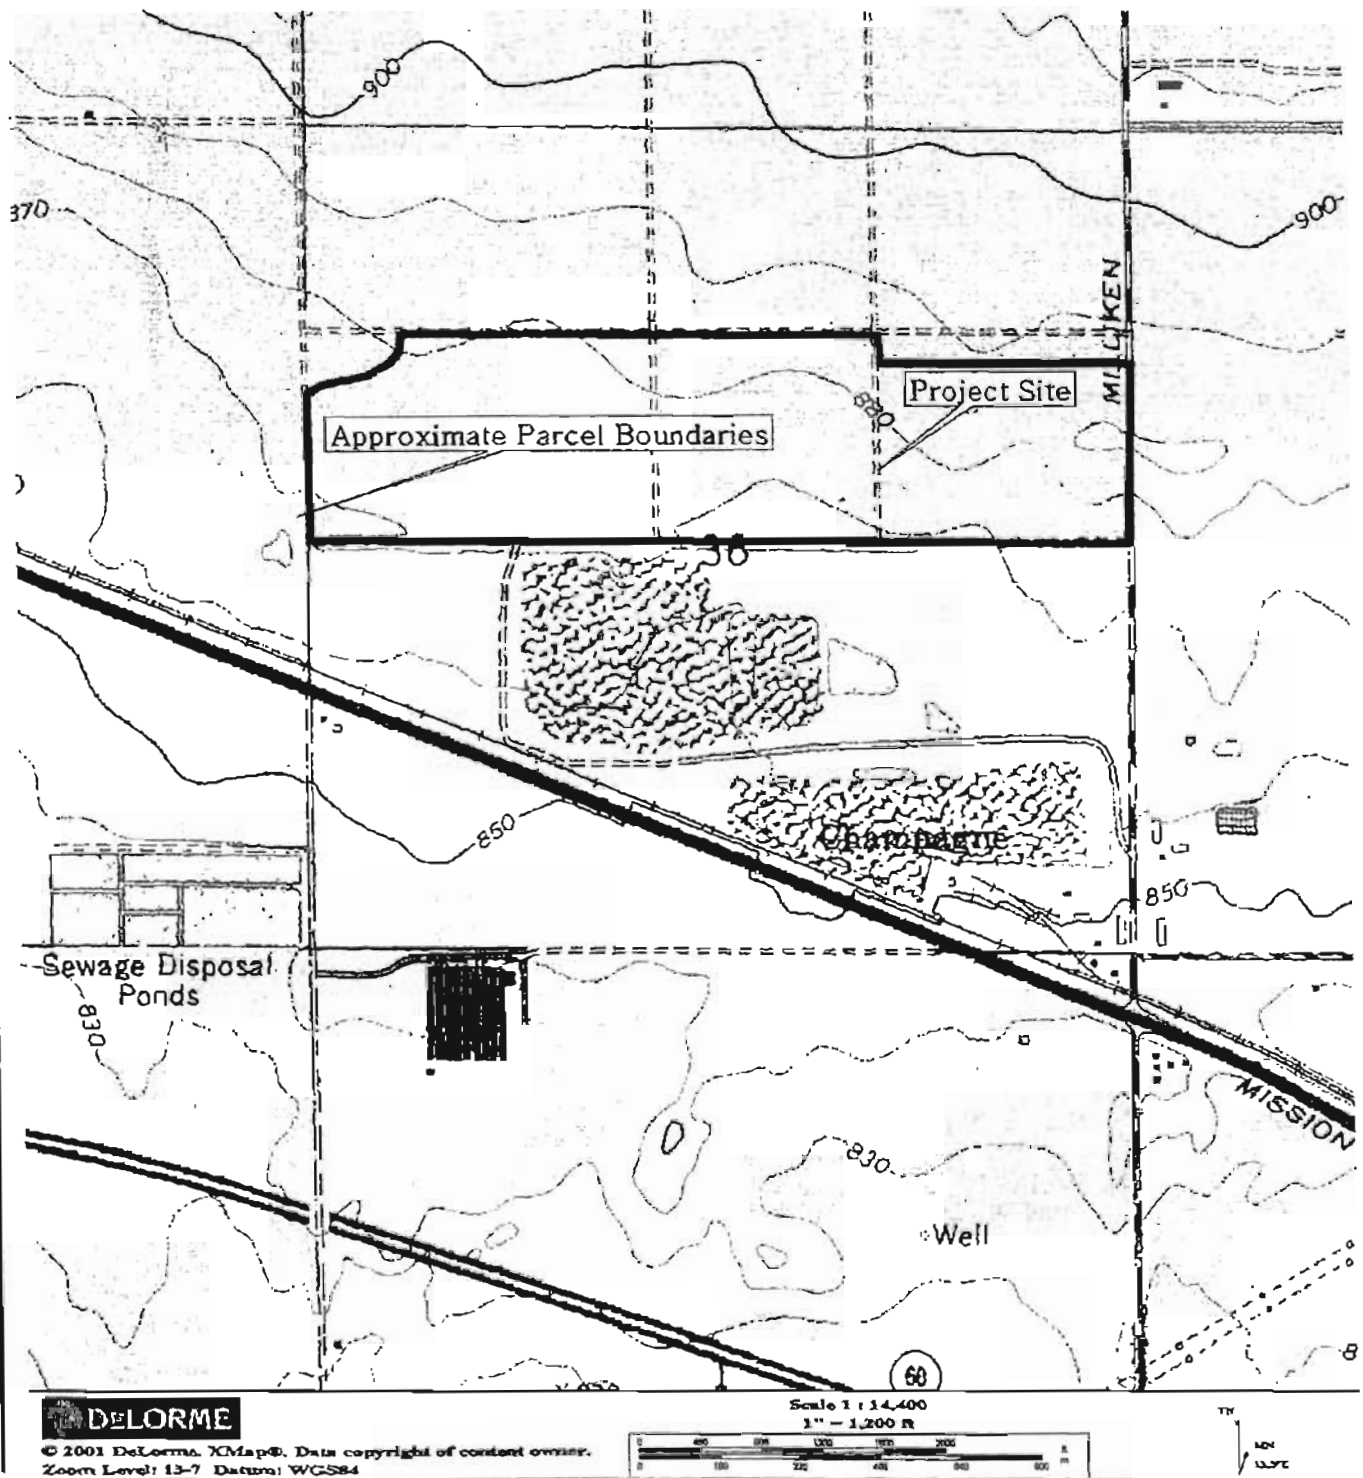 900
870
900
MILLIKEN
Project Site
880
Approximate Parcel Boundaries
850
Champagne
850
Sewage Disposal
Ponds
830
MISSION
830
Well
60
DELORME
© 2001 DeLorme. XMap®. Data copyright of content owner.
Zoom Level: 13-7 Datum: WGS84
Scale 1 : 14,400
1" = 1,200 ft
TN
MN